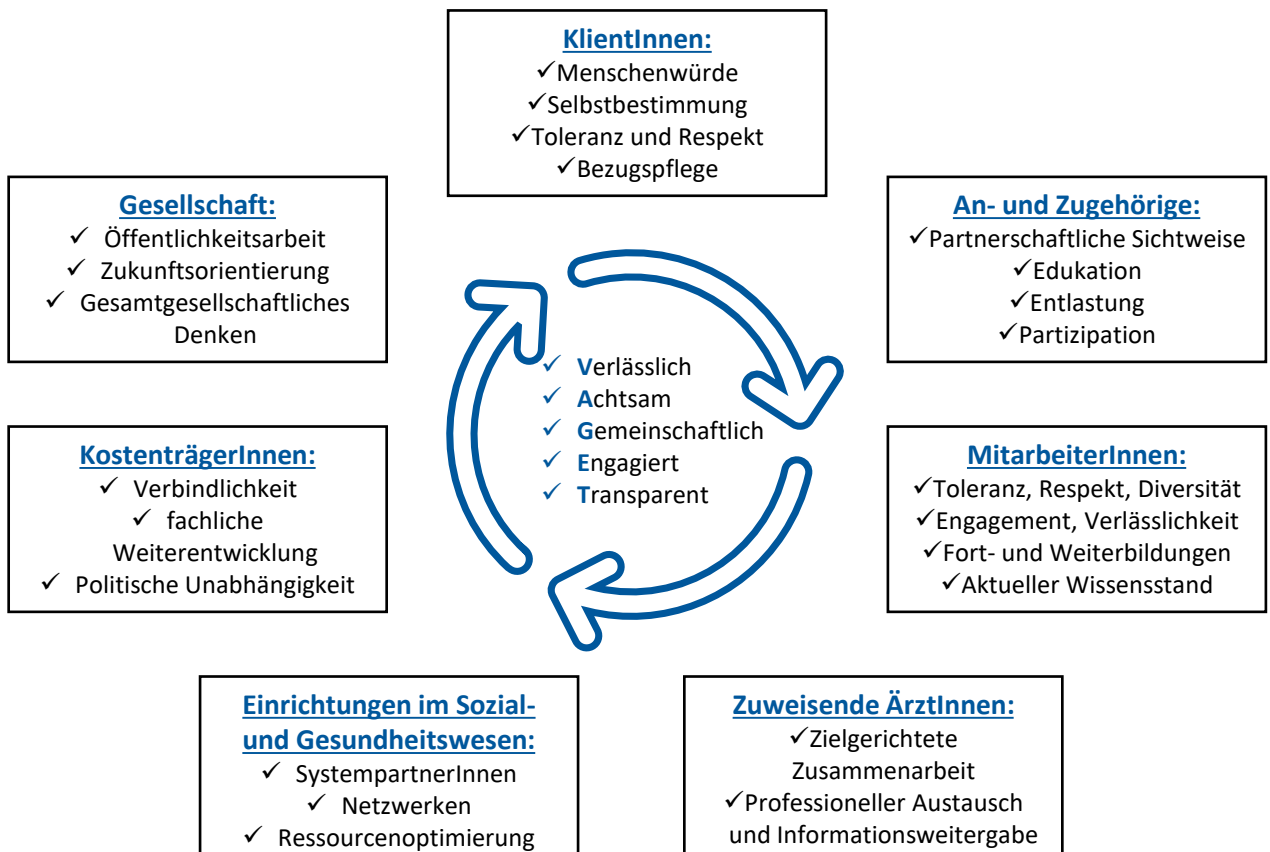 KlientInnen:
✓Menschenwürde
✓Selbstbestimmung
✓Toleranz und Respekt
✓Bezugspflege
Gesellschaft:
✓ Öffentlichkeitsarbeit
✓ Zukunftsorientierung
✓ Gesamtgesellschaftliches
Denken
An- und Zugehörige:
✓Partnerschaftliche Sichtweise
✓Edukation
✓Entlastung
✓Partizipation
✓ Verlässlich
✓ Achtsam
✓ Gemeinschaftlich
✓ Engagiert
✓ Transparent
KostenträgerInnen:
✓ Verbindlichkeit
✓ fachliche
Weiterentwicklung
✓ Politische Unabhängigkeit
MitarbeiterInnen:
✓Toleranz, Respekt, Diversität
✓Engagement, Verlässlichkeit
✓Fort- und Weiterbildungen
✓Aktueller Wissensstand
Einrichtungen im Sozial-
und Gesundheitswesen:
✓ SystempartnerInnen
✓ Netzwerken
✓ Ressourcenoptimierung
Zuweisende ÄrztInnen:
✓Zielgerichtete
Zusammenarbeit
✓Professioneller Austausch
und Informationsweitergabe